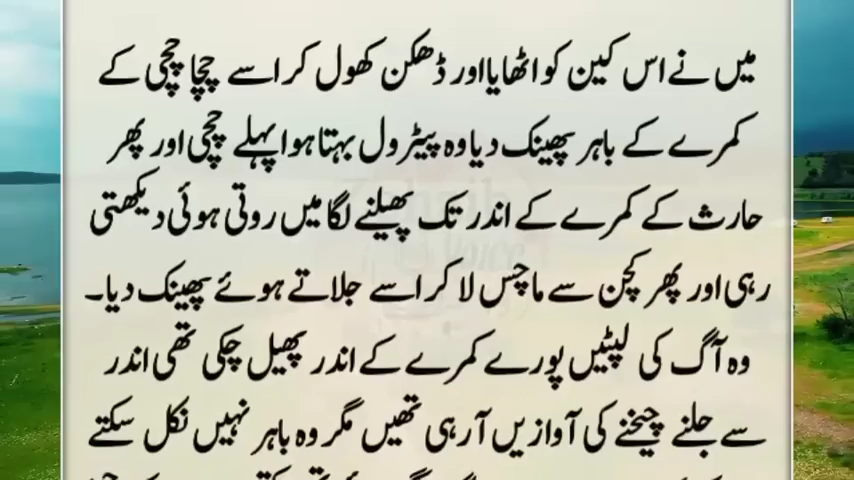 میں نے اس کین کو اٹھایا اور ڈھکن کھول کر اسے چچا چچی کے
کمرے کے باہر پھینک دیا وہ پیٹرول بہتا ہوا پہلے چچی اور پھر
حارث کے کمرے کے اندر تک پھیلنے لگا میں روتی ہوئی دیکھتی
رہی اور پھر کچن سے ماچس لا کر اسے جلاتے ہوئے پھینک دیا۔
وہ آگ کی لپٹیں پورے کمرے کے اندر پھیل چکی تھی اندر
سے جلنے چیخنے کی آوازیں آ رہی تھیں مگر وہ باہر نہیں نکل سکتے